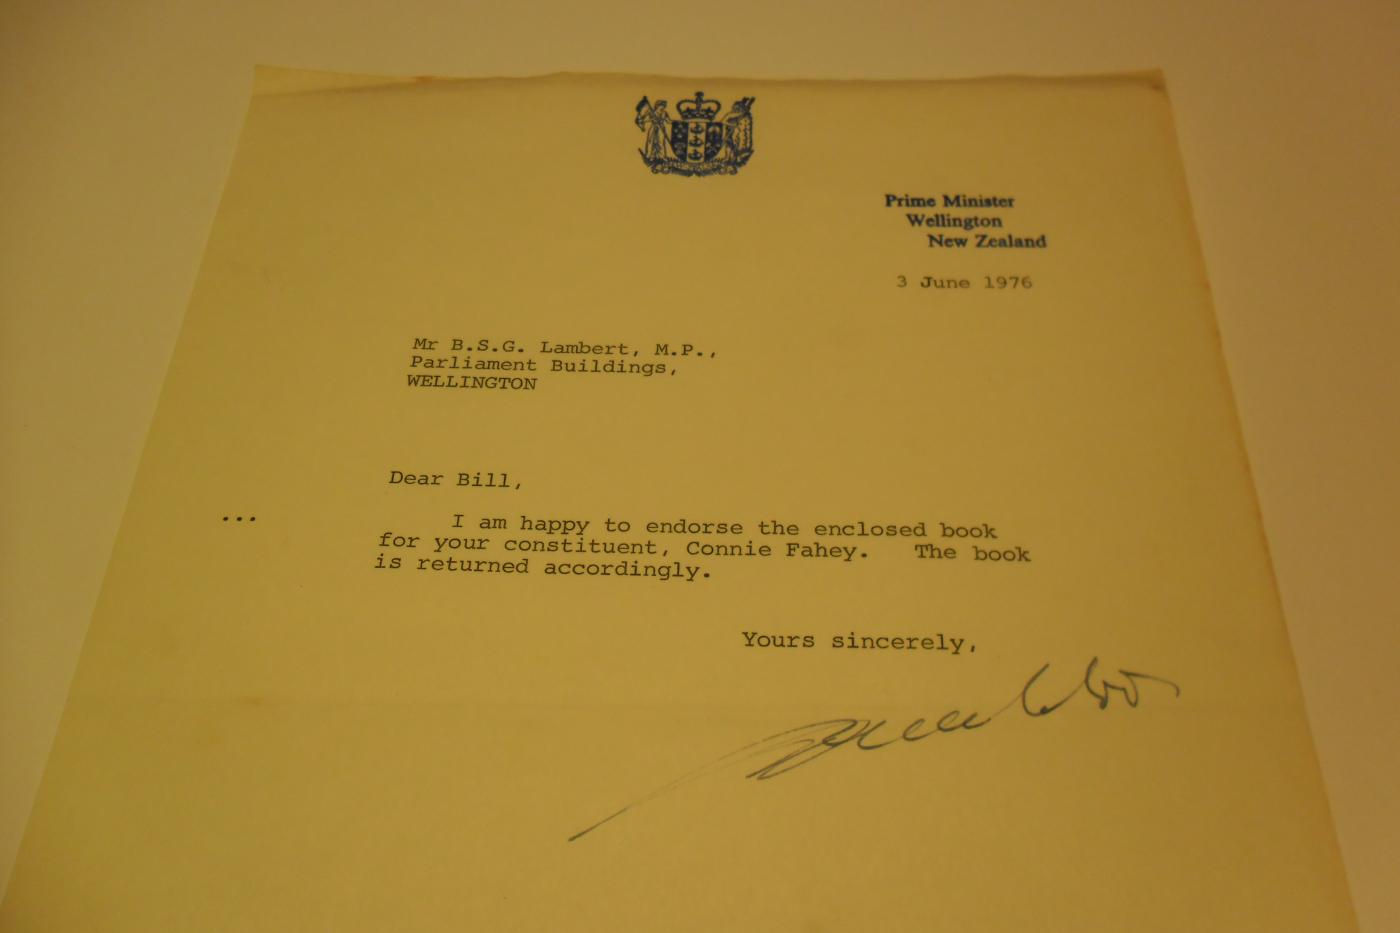 Prime Minister
Wellington
New Zealand
3 June 1976
Mr B.S.G. Lambert, M.P.,
Parliament Buildings,
WELLINGTON
Dear Bill,
... I am happy to endorse the enclosed book
for your constituent, Connie Fahey. The book
is returned accordingly.
Yours sincerely,